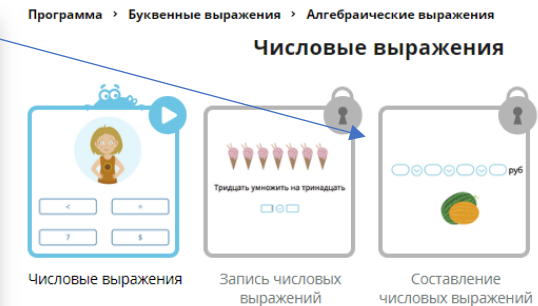 Программа › Буквенные выражения › Алгебраические выражения
Числовые выражения
< =
7 $
Тридцать умножить на тринадцать
руб
Числовые выражения
Запись числовых
выражений
Составление
числовых выражений